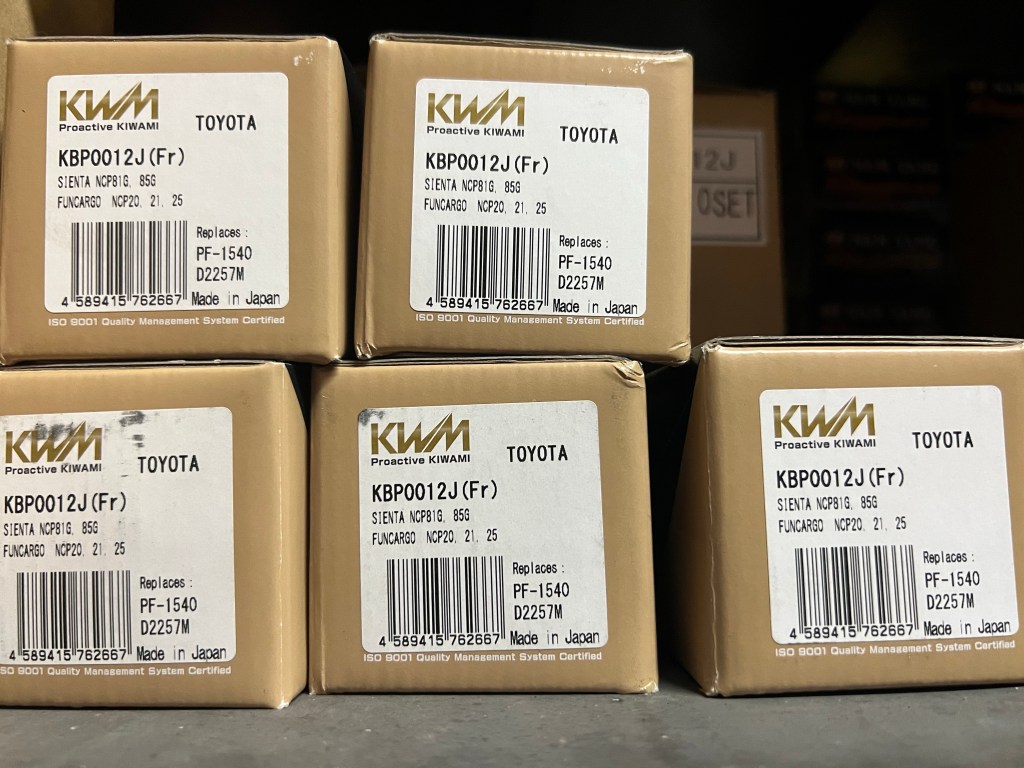 KWM
Proactive KIWAMI
TOYOTA
KBP0012J(Fr)
SIENTA NCP81G, 85G
FUNCARGO NCP20, 21, 25
Replaces :
PF-1540
D2257M
4 589415 762667
Made in Japan
ISO 9001 Quality Management System Certified
KWM
Proactive KIWAMI
TOYOTA
KBP0012J(Fr)
SIENTA NCP81G, 85G
FUNCARGO NCP20, 21, 25
Replaces :
PF-1540
D2257M
4 589415 762667
Made in Japan
ISO 9001 Quality Management System Certified
12J
0SET
KWM
Proactive KIWAMI
TOYOTA
KBP0012J(Fr)
SIENTA NCP81G, 85G
FUNCARGO NCP20, 21, 25
Replaces :
PF-1540
D2257M
4 589415 762667
Made in Japan
ISO 9001 Quality Management System Certified
KWM
Proactive KIWAMI
TOYOTA
KBP0012J(Fr)
SIENTA NCP81G, 85G
FUNCARGO NCP20, 21, 25
Replaces :
PF-1540
D2257M
4 589415 762667
Made in Japan
ISO 9001 Quality Management System Certified
KWM
Proactive KIWAMI
TOYOTA
KBP0012J(Fr)
SIENTA NCP81G, 85G
FUNCARGO NCP20, 21, 25
Replaces :
PF-1540
D2257M
4 589415 762667
Made in Japan
ISO 9001 Quality Management System Certified